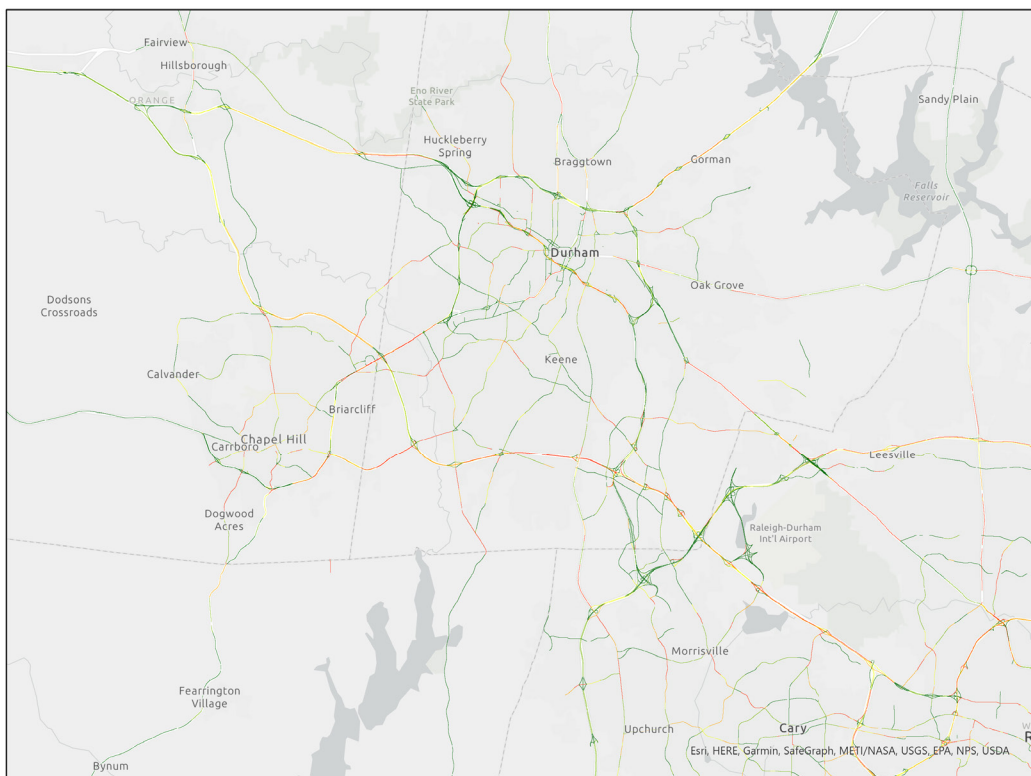 Fairview
Hillsborough
ORANGE
Eno River
State Park
Sandy Plain
Huckleberry
Spring
Braggtown
Gorman
Falls
Reservoir
Durham
Oak Grove
Dodsons
Crossroads
Keene
Calvander
Briarcliff
Chapel Hill
Carrboro
Leesville
Dogwood
Acres
Raleigh-Durham
Int'l Airport
Morrisville
Fearrington
Village
Upchurch
Cary
W
R
Esri, HERE, Garmin, SafeGraph, METI/NASA, USGS, EPA, NPS, USDA
Bynum